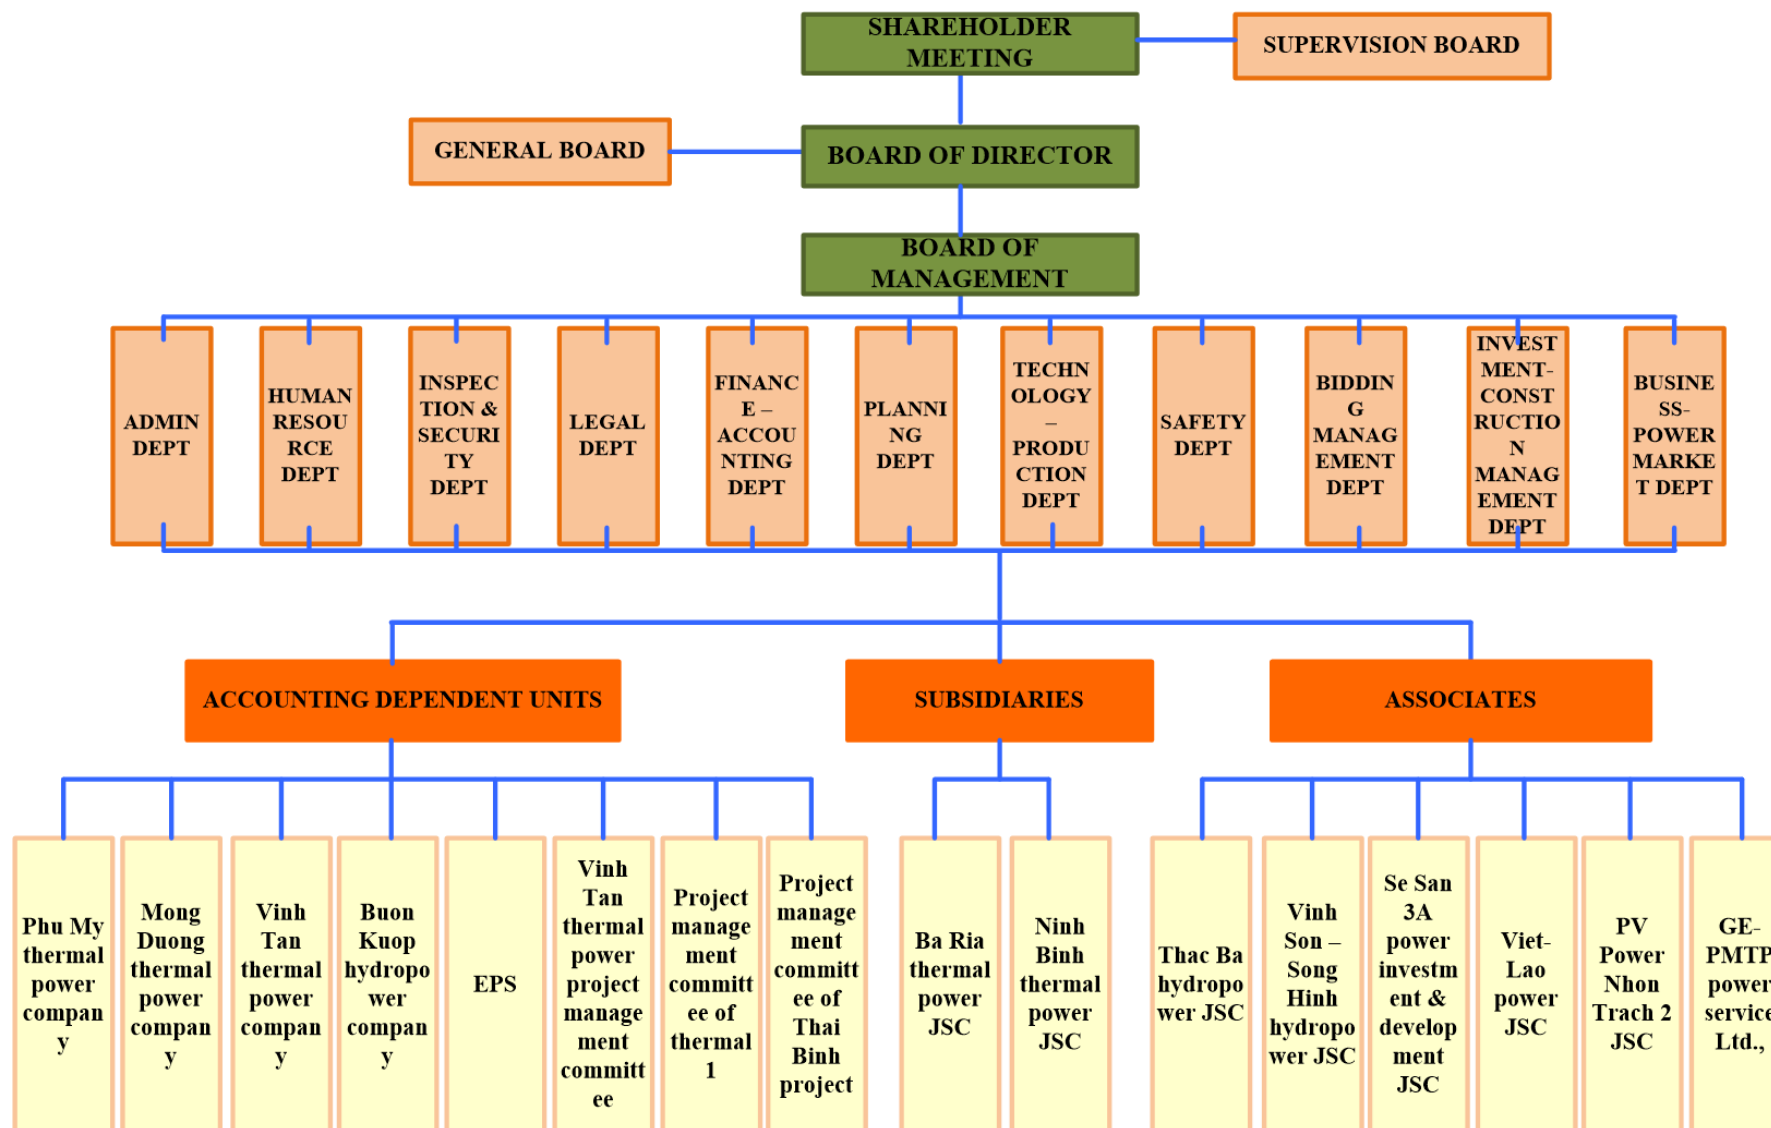 SHAREHOLDER
MEETING
SUPERVISION BOARD
GENERAL BOARD
BOARD OF DIRECTOR
BOARD OF
MANAGEMENT
ADMIN
DEPT
HUMAN
RESOU
RCE
DEPT
INSPEC
TION &
SECURI
TY
DEPT
LEGAL
DEPT
FINANC
E –
ACCOU
NTING
DEPT
PLANNI
NG
DEPT
TECHN
OLOGY
–
PRODU
CTION
DEPT
SAFETY
DEPT
BIDDIN
G
MANAG
EMENT
DEPT
INVEST
MENT-
CONST
RUCTIO
N
MANAG
EMENT
DEPT
BUSINE
SS-
POWER
MARKE
T DEPT
ACCOUNTING DEPENDENT UNITS
SUBSIDIARIES
ASSOCIATES
Phu My
thermal
power
compan
y
Mong
Duong
thermal
power
compan
y
Vinh
Tan
thermal
power
compan
y
Buon
Kuop
hydropo
wer
compan
y
EPS
Vinh
Tan
thermal
power
project
manage
ment
committ
ee
Project
manage
ment
committ
ee of
thermal
1
Project
manage
ment
committ
ee of
Thai
Binh
project
Ba Ria
thermal
power
JSC
Ninh
Binh
thermal
power
JSC
Thac Ba
hydropo
wer JSC
Vinh
Son –
Song
Hinh
hydropo
wer JSC
Se San
3A
power
investm
ent &
develop
ment
JSC
Viet-
Lao
power
JSC
PV
Power
Nhon
Trach 2
JSC
GE-
PMTP
power
service
Ltd.,